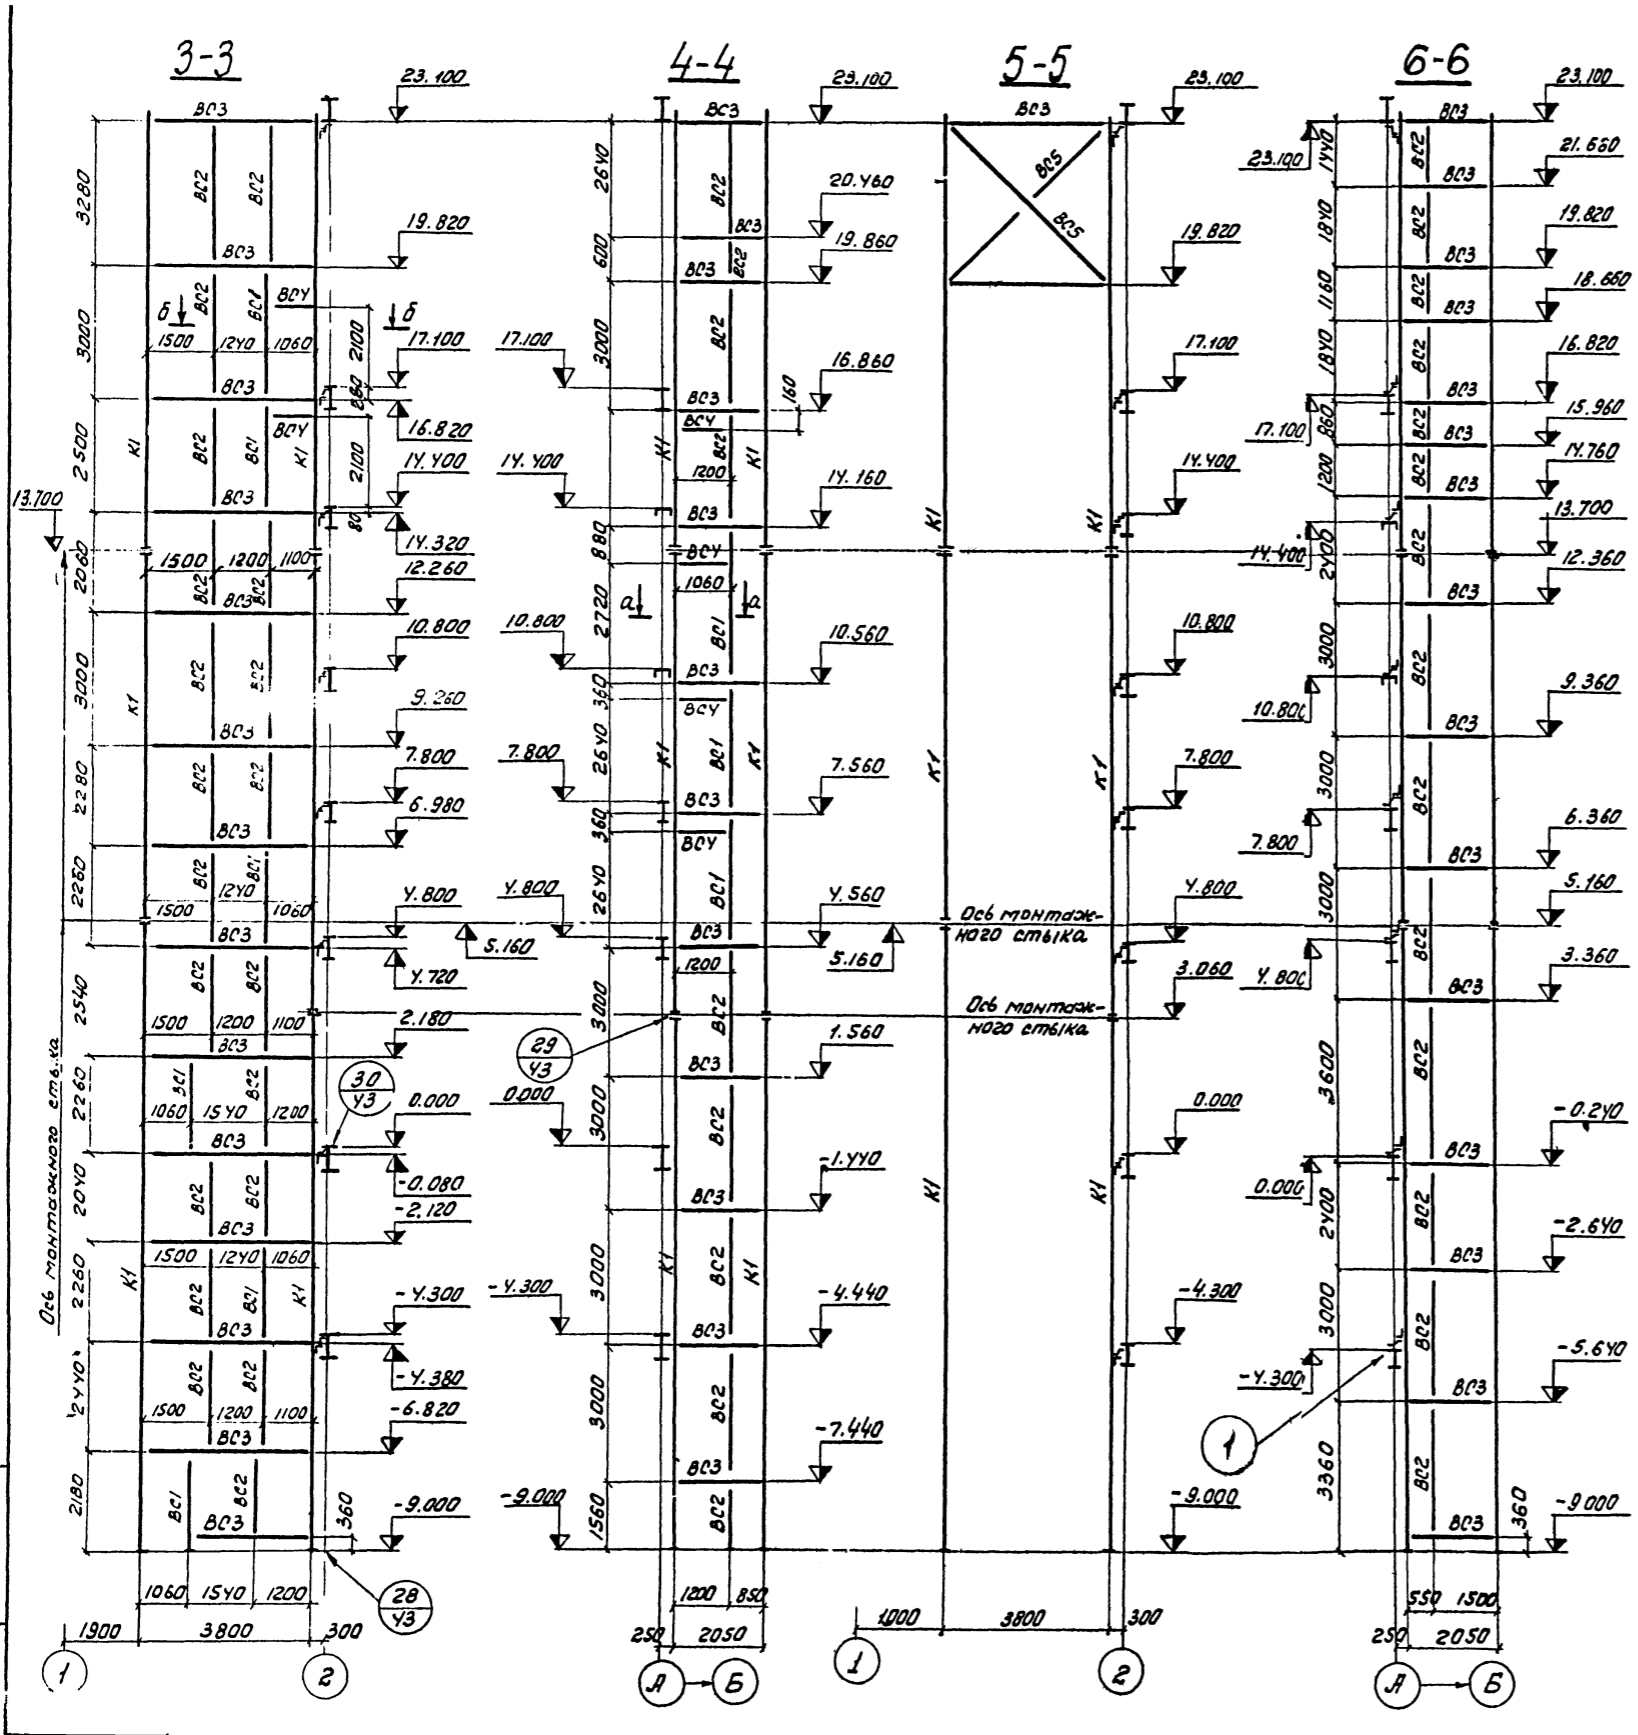 3-3
23.100
ВС3
3280
ВС2
ВС2
19.820
ВС3
ВС2
ВС1
ВС4
б
б
3000
1500
1240
1060
2100
17.100
ВС3
280
16.820
ВС4
2500
К1
ВС2
ВС1
К1
2100
14.400
ВС3
80
14.320
13.700
2060
1500
1200
1100
12.260
ВС2
ВС3
ВС2
10.800
3000
К1
ВС2
ВС2
9.260
ВС3
2280
ВС2
ВС2
7.800
6.980
ВС3
2260
ВС2
ВС1
1240
1500
1060
4.800
ВС3
5.160
4.720
2540
ВС2
ВС2
1500
1200
1100
2.180
ВС3
2260
ВС1
ВС2
30
43
1060
1540
1200
0.000
ВС3
-0.080
2040
ВС2
ВС2
-2.120
ВС3
1500
1240
1060
2260
К1
ВС2
ВС1
К1
-4.300
ВС3
-4.380
2440
ВС2
ВС2
1500
1200
1100
-6.820
ВС3
2180
ВС1
ВС2
ВС3
360
-9.000
1060
1540
1200
28
43
1900
3800
300
1
2
Ось монтажного стыка
4-4
23.100
ВС3
2640
ВС2
20.460
ВС3
600
ВС2
19.860
ВС3
3000
ВС2
17.100
16.860
ВС3
160
ВС4
К1
ВС2
К1
1200
14.400
14.160
ВС3
880
ВС4
1060
2720
а
а
ВС1
10.800
10.560
ВС3
360
ВС4
2640
К1
ВС1
К1
7.800
7.560
ВС3
360
ВС4
2640
ВС1
4.800
4.560
ВС3
5.160
1200
3000
ВС2
29
43
1.560
ВС3
0.000
3000
ВС2
-1.440
ВС3
3000
К1
ВС2
К1
-4.300
-4.440
ВС3
3000
ВС2
-7.440
ВС3
1560
ВС2
-9.000
1200
850
250
2050
А
Б
5-5
23.100
ВС3
ВС5
ВС5
19.820
17.100
14.400
К1
К1
10.800
7.800
К1
К1
4.800
Ось монтаж-
ного стыка
3.060
Ось монтаж-
ного стыка
0.000
К1
К1
-4.300
-9.000
1900
3800
300
1
2
6-6
23.100
ВС3
23.100
1440
ВС2
21.660
ВС3
1840
ВС2
19.820
ВС3
1160
ВС2
18.660
ВС3
1840
ВС2
16.820
ВС3
17.100
860
ВС2
15.960
ВС3
1200
ВС2
14.760
ВС3
13.700
14.400
2400
ВС2
12.360
ВС3
3000
ВС2
10.800
9.360
ВС3
3000
ВС2
7.800
6.360
ВС3
3000
5.160
ВС2
4.800
3.360
ВС3
3600
ВС2
-0.240
ВС3
0.000
2400
ВС2
-2.640
ВС3
3000
ВС2
-4.300
-5.640
ВС3
1
3360
ВС2
ВС3
360
-9.000
550
1500
250
2050
А
Б